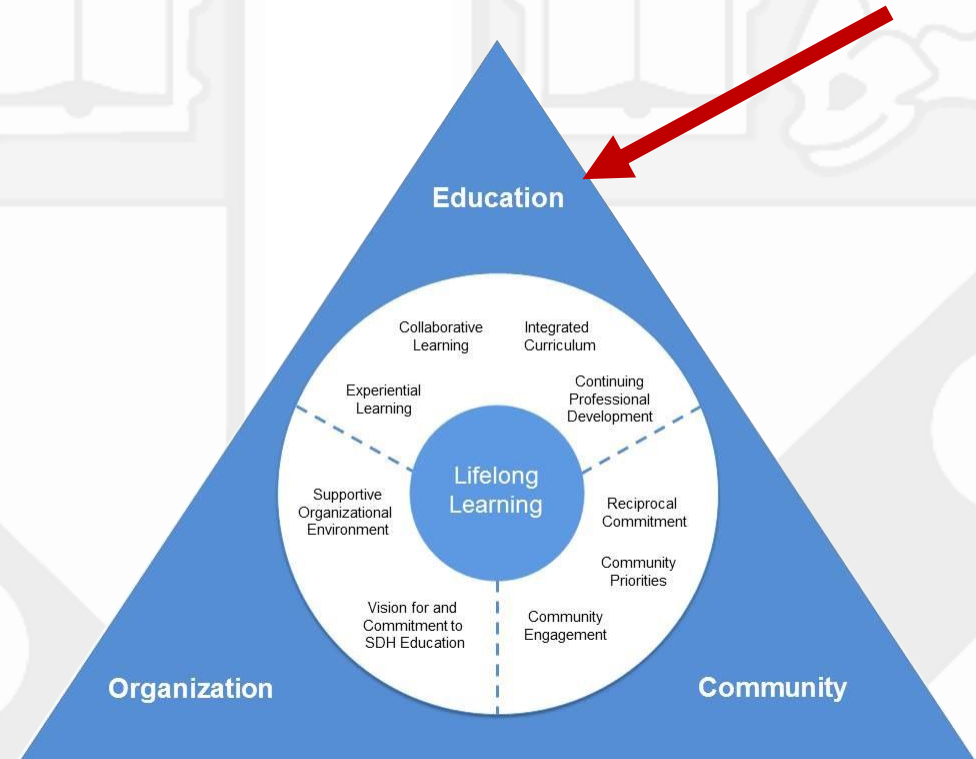 Education
Collaborative
Learning
Integrated
Curriculum
Experiential
Learning
Continuing
Professional
Development
Lifelong
Learning
Supportive
Organizational
Environment
Reciprocal
Commitment
Community
Priorities
Vision for and
Commitment to
SDH Education
Community
Engagement
Organization
Community